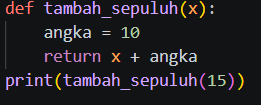 def tambah_sepuluh(x):
    angka = 10
    return x + angka
print(tambah_sepuluh(15))